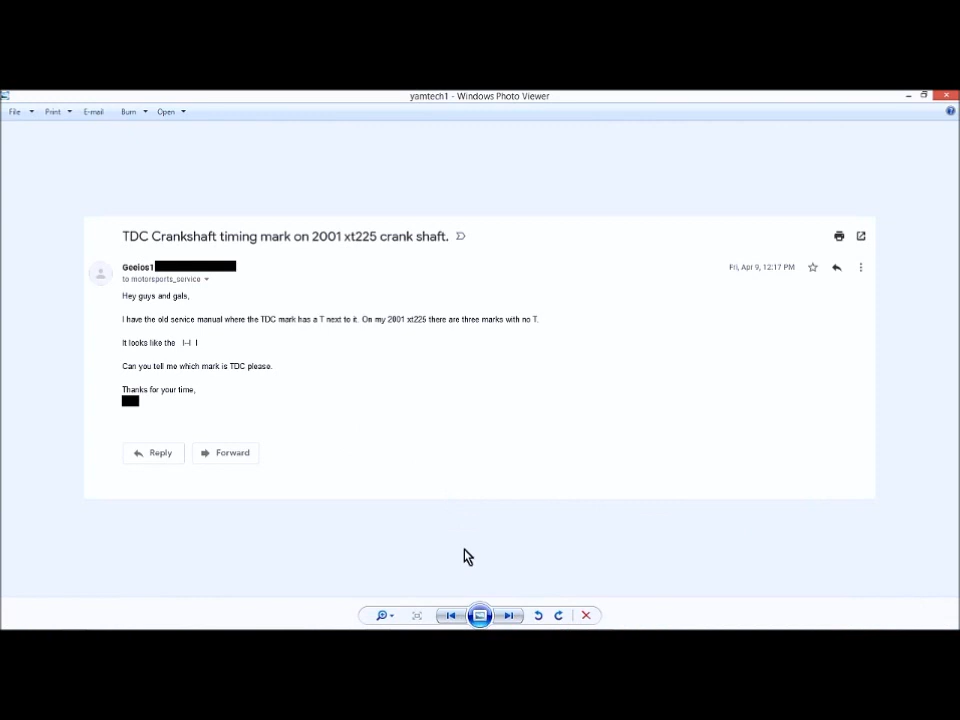 yamtech1 - Windows Photo Viewer
File Print E-mail Burn Open
TDC Crankshaft timing mark on 2001 xt225 crank shaft.
Geeios1
Fri, Apr 9, 12:17 PM
to motorsports_service
Hey guys and gals,
I have the old service manual where the TDC mark has a T next to it. On my 2001 xt225 there are three marks with no T.
It looks like the I--I I
Can you tell me which mark is TDC please.
Thanks for your time,
Reply Forward